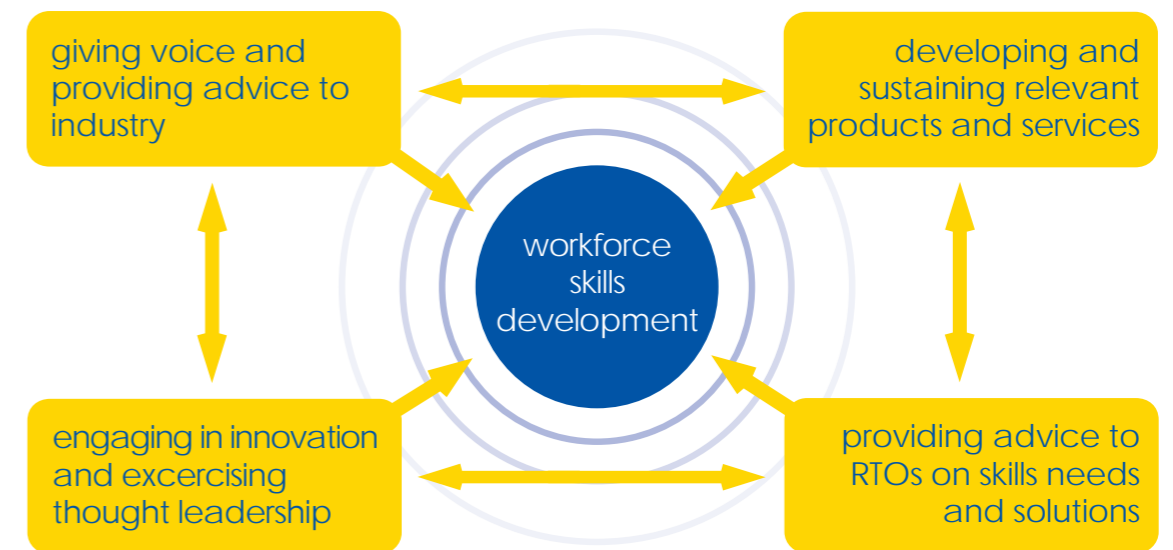 giving voice and
providing advice to
industry
developing and
sustaining relevant
products and services
workforce
skills
development
engaging in innovation
and excercising
thought leadership
providing advice to
RTOs on skills needs
and solutions